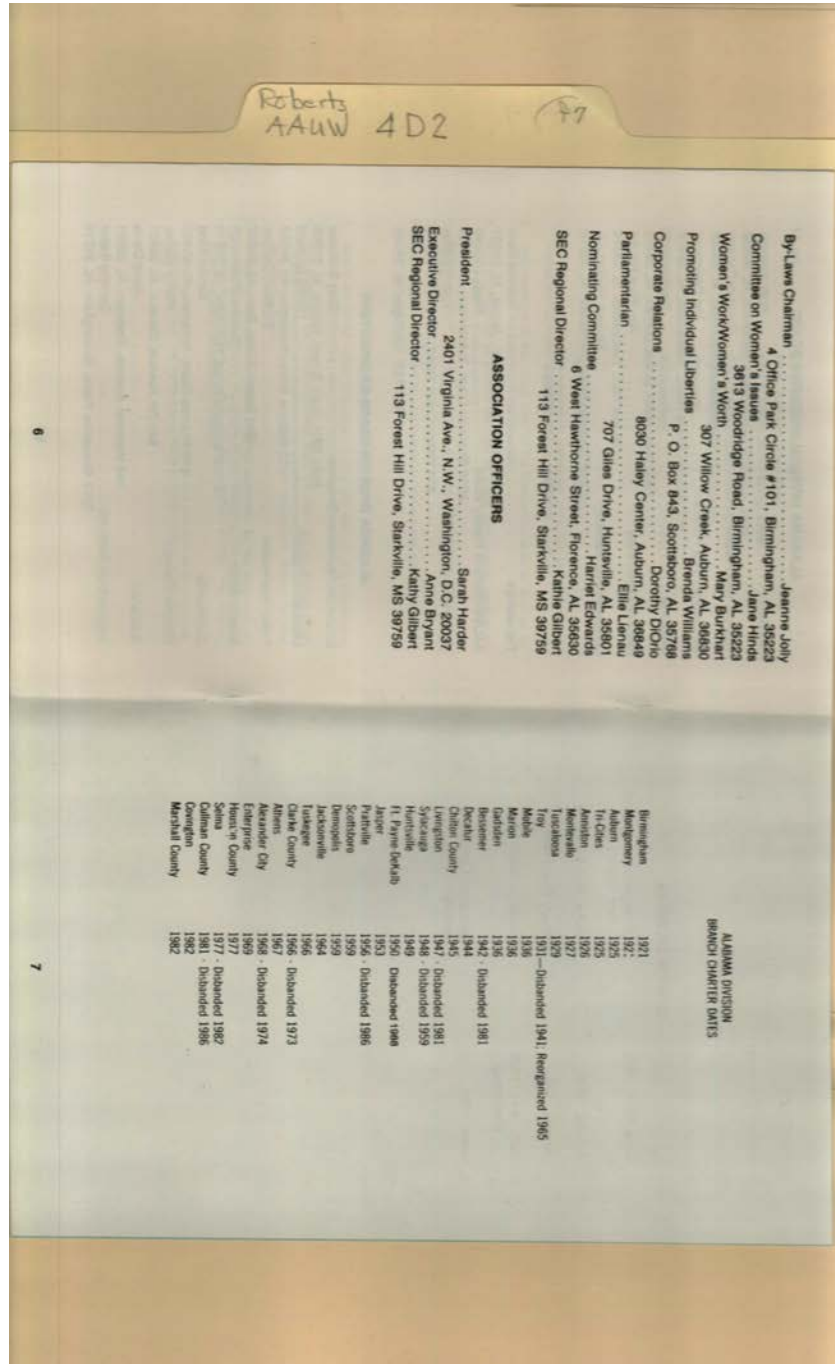 Roberts
AAUW 4D2 77
By-Laws Chairman ........................ Jeanne Jolly
4 Office Park Circle #101, Birmingham, AL 35223
Committee on Women's Issues ............ Jane Hinds
3613 Woodridge Road, Birmingham, AL 35223
Women's Work/Women's Worth ............ Mary Burkhart
307 Willow Creek, Auburn, AL 36830
Promoting Individual Liberties ............ Brenda Williams
P. O. Box 843, Scottsboro, AL 35768
Corporate Relations ............ Dorothy DiOrio
8030 Haley Center, Auburn, AL 36849
Parliamentarian ............ Ellie Lienau
707 Giles Drive, Huntsville, AL 35801
Nominating Committee ............ Harriet Edwards
6 West Hawthorne Street, Florence, AL 35630
SEC Regional Director ............ Kathie Gilbert
113 Forest Hill Drive, Starkville, MS 39759
ASSOCIATION OFFICERS
President ............ Sarah Harder
2401 Virginia Ave., N.W., Washington, D.C. 20037
Executive Director ............ Anne Bryant
SEC Regional Director ............ Kathy Gilbert
113 Forest Hill Drive, Starkville, MS 39759
6
ALABAMA DIVISION
BRANCH CHARTER DATES
Birmingham 1921
Montgomery
Auburn 1925
Tri-Cities 1925
Anniston 1926
Montevallo 1927
Tuscaloosa 1929
Troy 1931—Disbanded 1941; Reorganized 1965
Mobile 1936
Marion 1936
Gadsden 1936
Bessemer 1942 - Disbanded 1981
Decatur 1944
Chilton County 1945
Livingston 1947 - Disbanded 1981
Sylacauga 1948 - Disbanded 1959
Huntsville 1949
Ft. Payne-DeKalb 1950 Disbanded 1988
Jasper 1953
Prattville 1956 - Disbanded 1986
Scottsboro 1959
Demopolis 1959
Jacksonville 1964
Tuskegee 1966
Clarke County 1966 - Disbanded 1973
Athens 1967
Alexander City 1968 - Disbanded 1974
Enterprise 1969
Houston County 1977
Selma 1977 - Disbanded 1982
Cullman County 1981 - Disbanded 1986
Covington 1982
Marshall County 1982
7